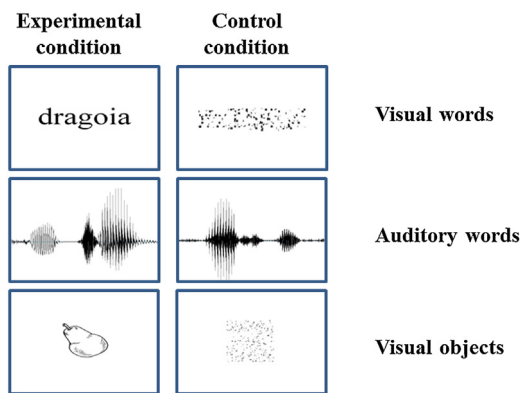 Experimental condition
Control condition
dragoia
Visual words
Auditory words
Visual objects